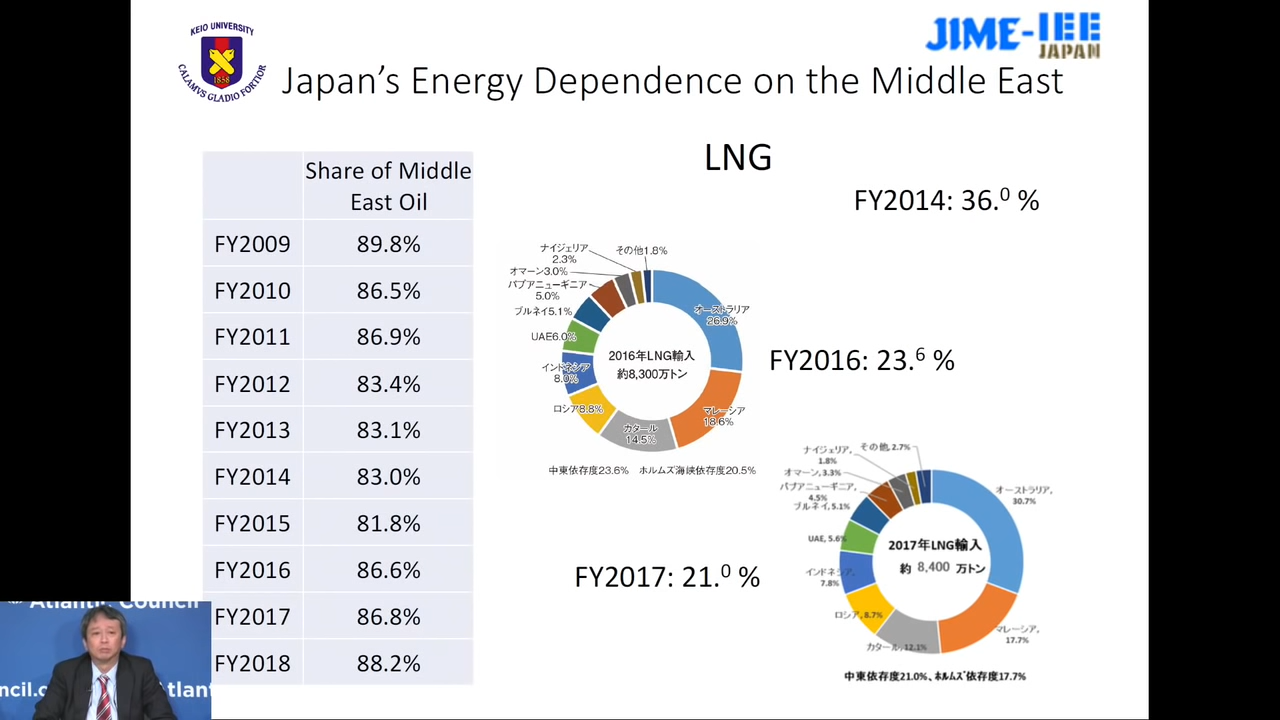 KEIO UNIVERSITY
1858
CALAMVS GLADIO FORTIOR
JIME-IEE
JAPAN
Japan's Energy Dependence on the Middle East
Share of Middle
East Oil
FY2009 89.8%
FY2010 86.5%
FY2011 86.9%
FY2012 83.4%
FY2013 83.1%
FY2014 83.0%
FY2015 81.8%
FY2016 86.6%
FY2017 86.8%
FY2018 88.2%
LNG
FY2014: 36.0 %
ナイジェリア
2.3%
その他1.8%
オマーン3.0%
パプアニューギニア
5.0%
ブルネイ5.1%
UAE6.0%
インドネシア
8.0%
ロシア8.8%
カタール
14.5%
マレーシア
18.6%
オーストラリア
26.9%
2016年LNG輸入
約8,300万トン
中東依存度23.6% ホルムズ海峡依存度20.5%
FY2016: 23.6 %
ナイジェリア,
1.8%
その他, 2.7%
オマーン, 3.3%
パプアニューギニア,
4.5%
ブルネイ, 5.1%
UAE, 5.6%
インドネシア,
7.8%
ロシア, 8.7%
カタール, 12.1%
マレーシア,
17.7%
オーストラリア,
30.7%
2017年LNG輸入
約 8,400 万トン
中東依存度21.0%、ホルムズ依存度17.7%
FY2017: 21.0 %
Atlantic Council
ncil.o
tlant